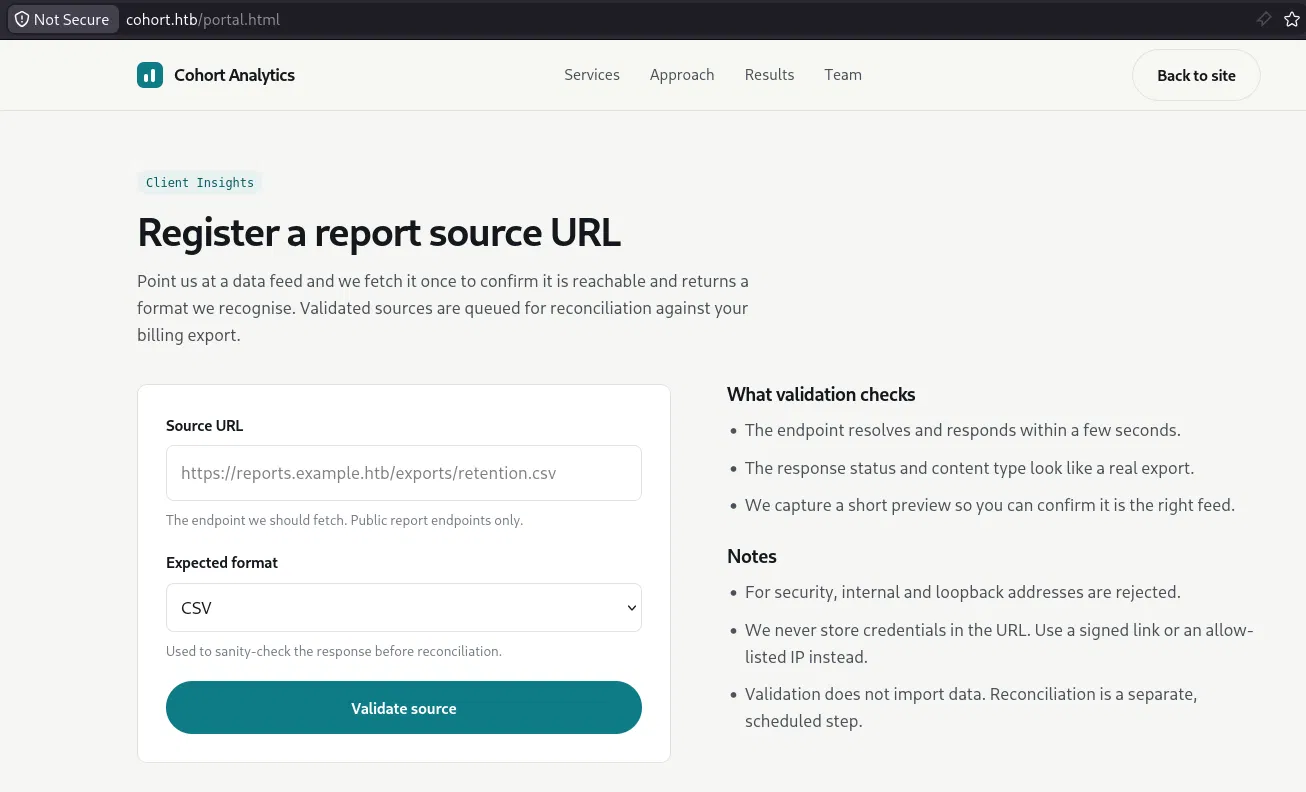 Not Secure cohort.htb/portal.html
Cohort Analytics Services Approach Results Team Back to site
Client Insights
Register a report source URL
Point us at a data feed and we fetch it once to confirm it is reachable and returns a
format we recognise. Validated sources are queued for reconciliation against your
billing export.
Source URL
https://reports.example.htb/exports/retention.csv
The endpoint we should fetch. Public report endpoints only.
Expected format
CSV
Used to sanity-check the response before reconciliation.
Validate source
What validation checks
• The endpoint resolves and responds within a few seconds.
• The response status and content type look like a real export.
• We capture a short preview so you can confirm it is the right feed.
Notes
• For security, internal and loopback addresses are rejected.
• We never store credentials in the URL. Use a signed link or an allow-
listed IP instead.
• Validation does not import data. Reconciliation is a separate,
scheduled step.